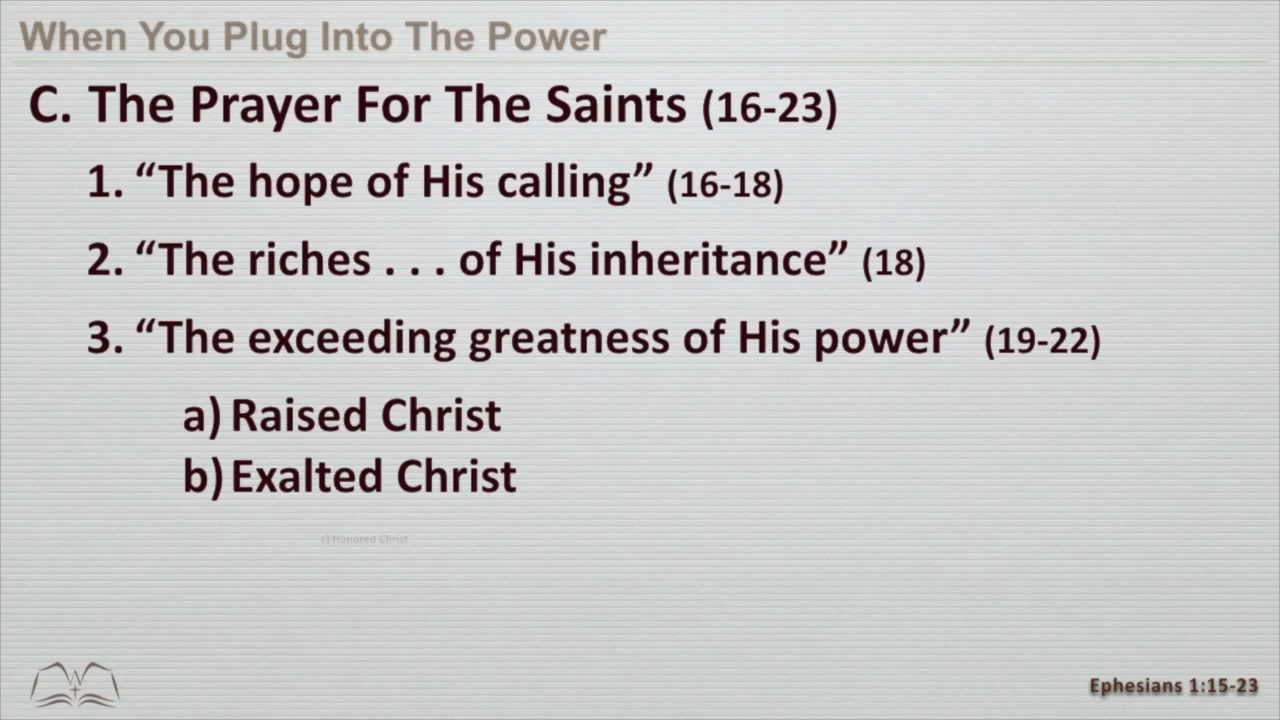 When You Plug Into The Power
C. The Prayer For The Saints (16-23)
1. “The hope of His calling” (16-18)
2. “The riches . . . of His inheritance” (18)
3. “The exceeding greatness of His power” (19-22)
a) Raised Christ
b) Exalted Christ
c) Honored Christ
Ephesians 1:15-23